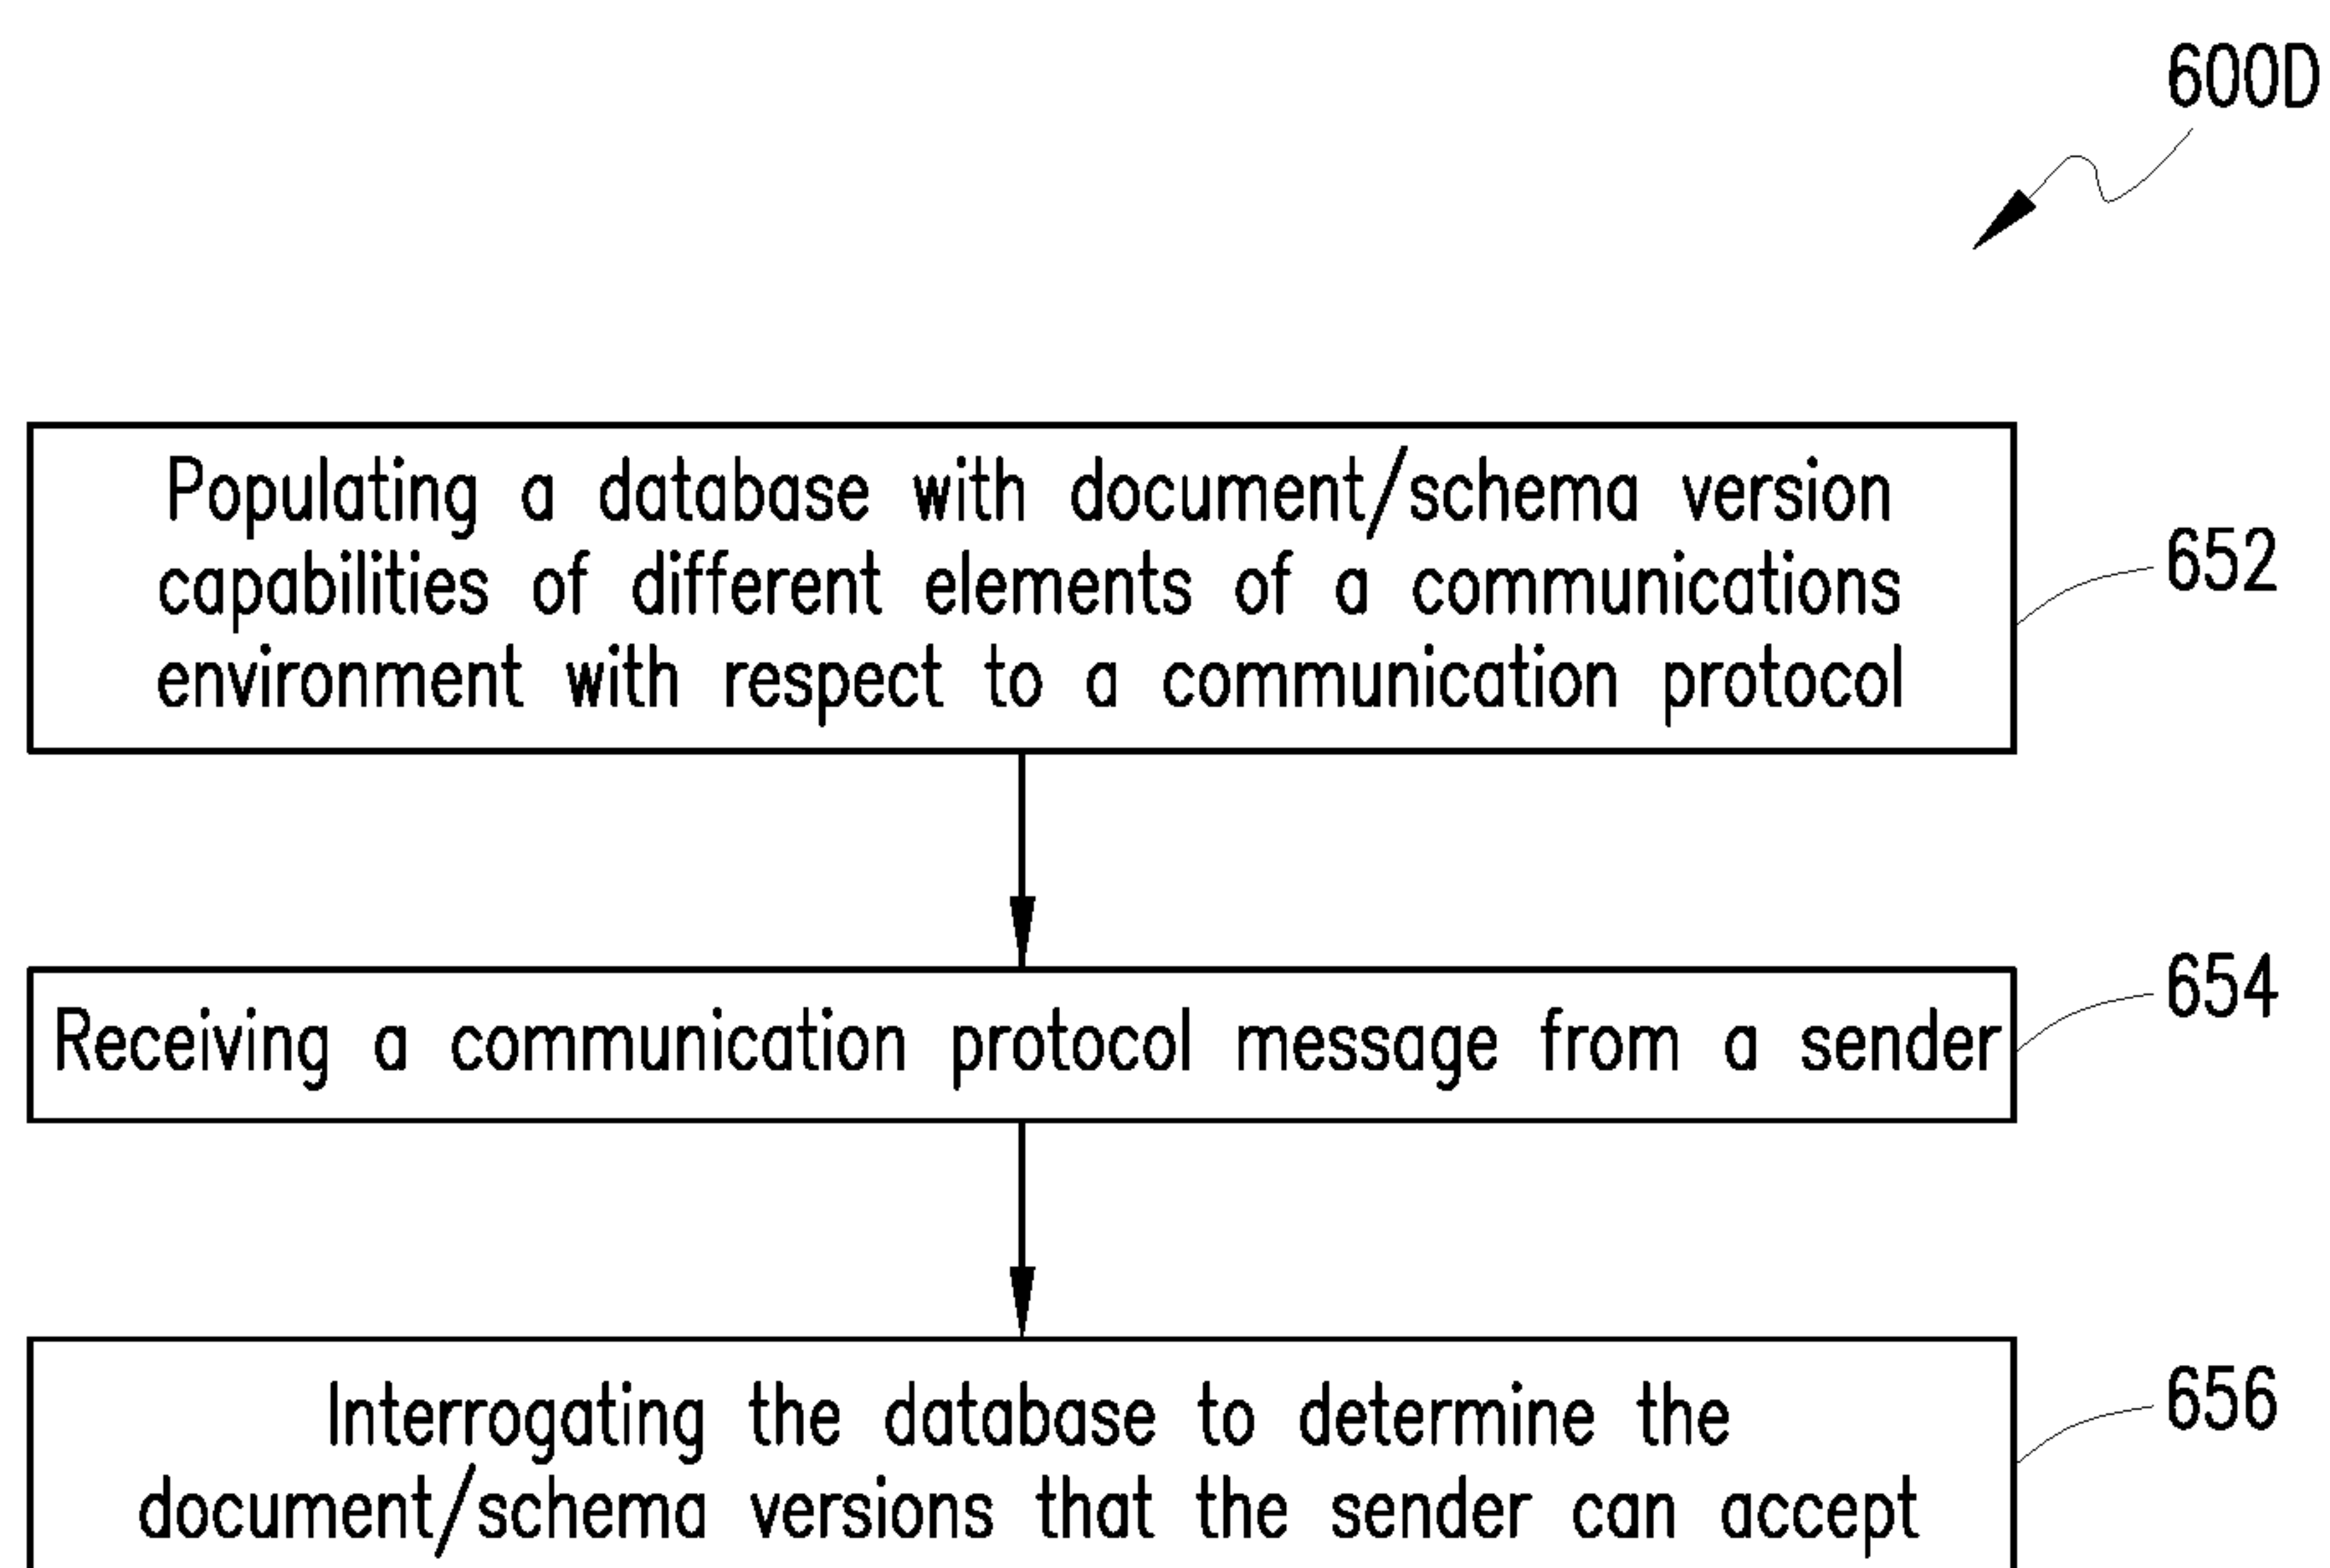 600D
Populating a database with document/schema version
capabilities of different elements of a communications
environment with respect to a communication protocol
652
Receiving a communication protocol message from a sender
654
Interrogating the database to determine the
document/schema versions that the sender can accept
656